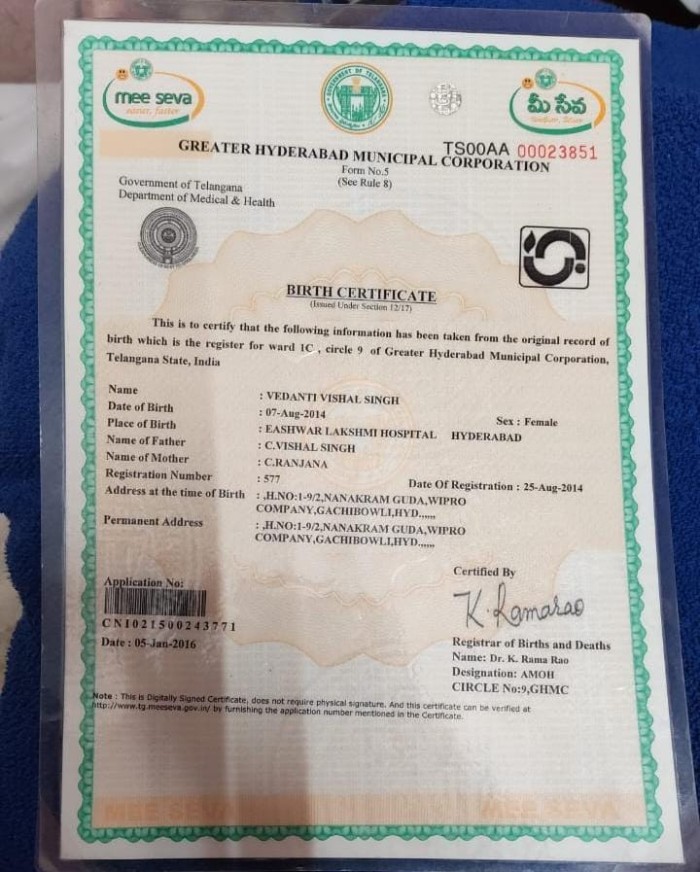 mee seva
మీ సేవ
GOVERNMENT OF TELANGANA
TS00AA 00023851
GREATER HYDERABAD MUNICIPAL CORPORATION
Form No.5
(See Rule 8)
Government of Telangana
Department of Medical & Health
BIRTH CERTIFICATE
(Issued Under Section 12/17)
This is to certify that the following information has been taken from the original record of
birth which is the register for ward 1C , circle 9 of Greater Hyderabad Municipal Corporation,
Telangana State, India
Name : VEDANTI VISHAL SINGH
Date of Birth : 07-Aug-2014 Sex : Female
Place of Birth : EASHWAR LAKSHMI HOSPITAL HYDERABAD
Name of Father : C.VISHAL SINGH
Name of Mother : C.RANJANA
Registration Number : 577 Date Of Registration : 25-Aug-2014
Address at the time of Birth : ,H.NO:1-9/2,NANAKRAM GUDA,WIPRO
COMPANY,GACHIBOWLI,HYD.,,,,,
Permanent Address : ,H.NO:1-9/2,NANAKRAM GUDA,WIPRO
COMPANY,GACHIBOWLI,HYD.,,,,,
Application No:
CNI021500243771
Date : 05-Jan-2016
Certified By
K. Ramarao
Registrar of Births and Deaths
Name: Dr. K. Rama Rao
Designation: AMOH
CIRCLE No:9,GHMC
Note : This is Digitally Signed Certificate, does not require physical signature. And this certificate can be verified at
http://www.tg.meeseva.gov.in/ by furnishing the application number mentioned in the Certificate.
MEE SEVA
MEE SEVA